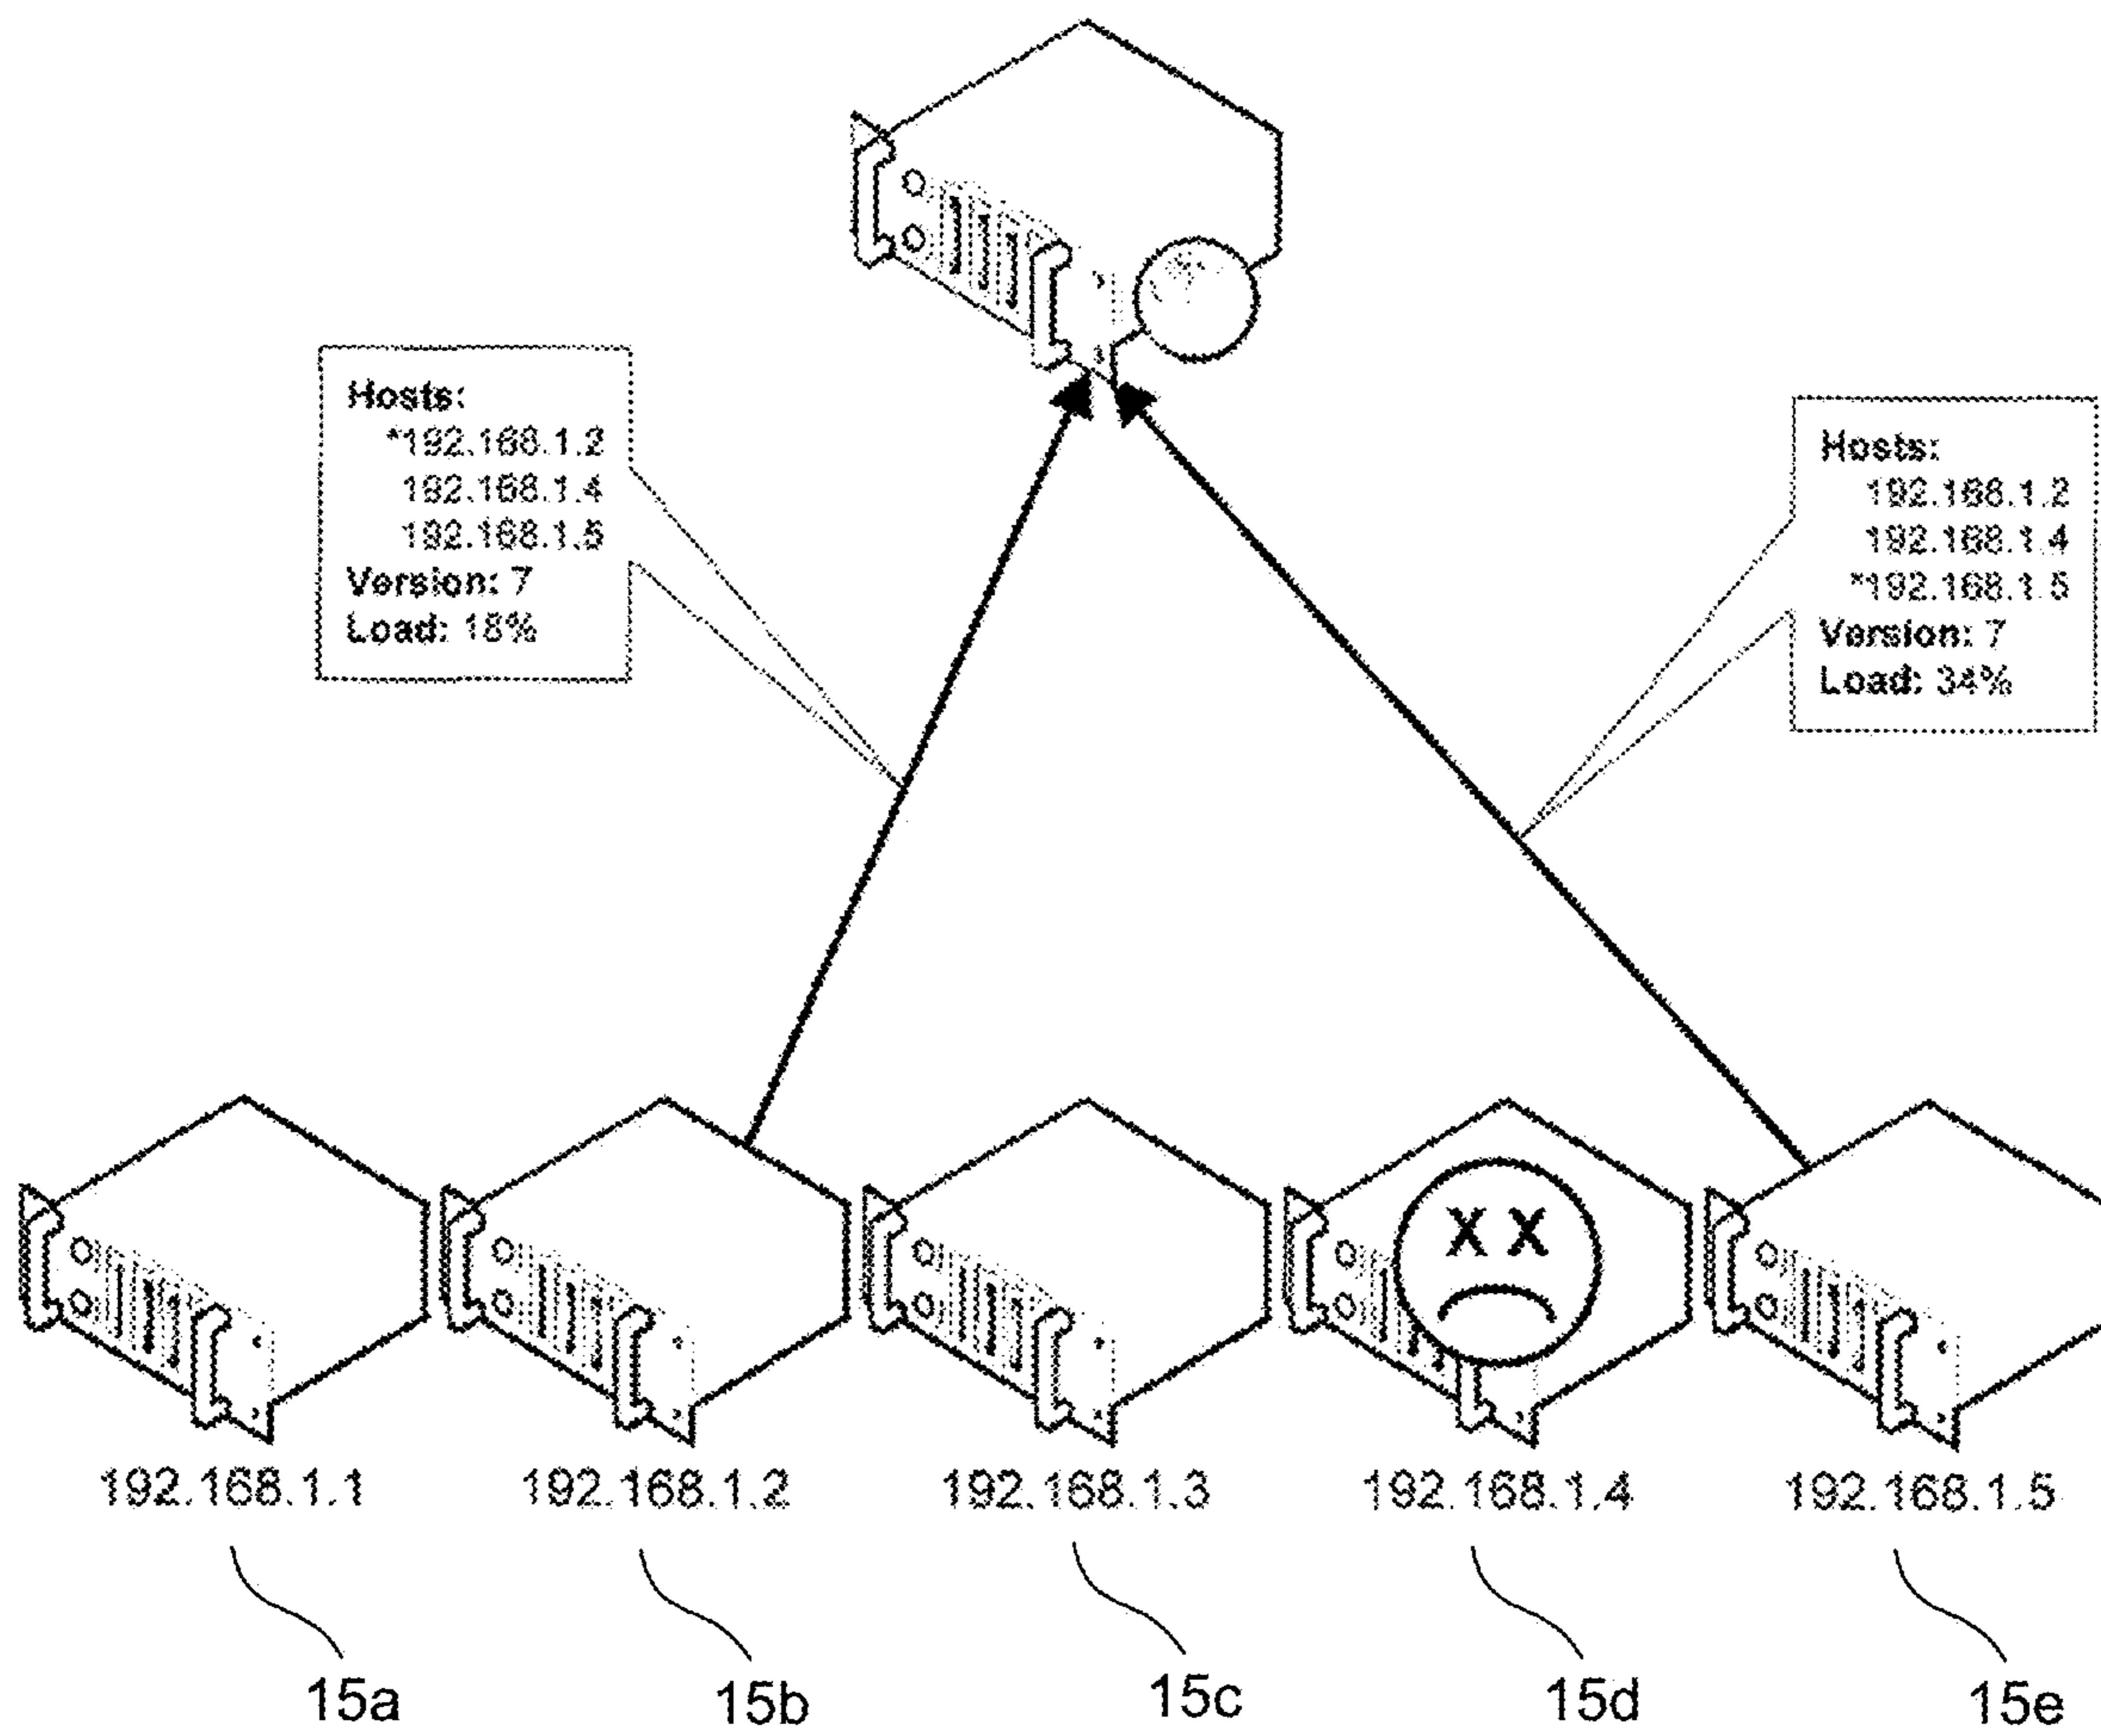 Hosts:
*192.168.1.2
192.168.1.4
192.168.1.5
Version: 7
Load: 18%
Hosts:
192.168.1.2
192.168.1.4
*192.168.1.5
Version: 7
Load: 34%
X X
192.168.1.1
192.168.1.2
192.168.1.3
192.168.1.4
192.168.1.5
15a
15b
15c
15d
15e